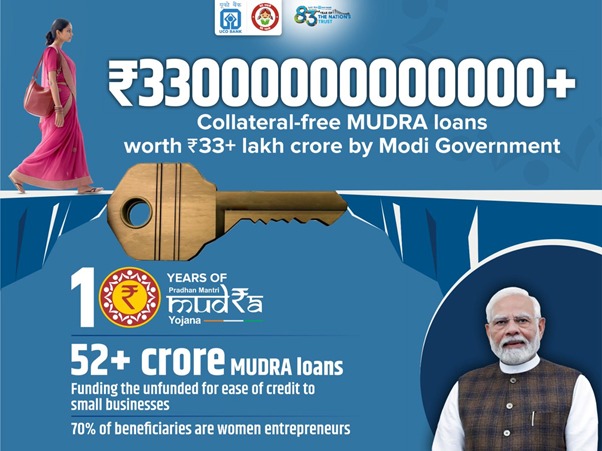 यूको बैंक
UCO BANK
83
THE NATION'S
TRUST
₹33000000000000+
Collateral-free MUDRA loans
worth ₹33+ lakh crore by Modi Government
10 YEARS OF
Pradhan Mantri
mudRa
Yojana
52+ crore MUDRA loans
Funding the unfunded for ease of credit to
small businesses
70% of beneficiaries are women entrepreneurs